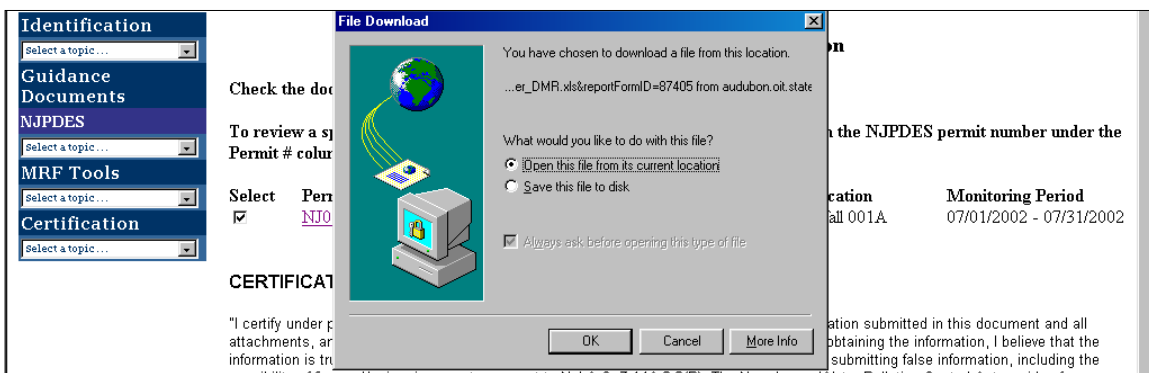 Identification
Select a topic...
Guidance
Documents
NJPDES
Select a topic...
MRF Tools
Select a topic...
Certification
Select a topic...
on
Check the do
To review a s
n the NJPDES permit number under the
Permit # colu
Select Per
cation Monitoring Period
NJ0
all 001A 07/01/2002 - 07/31/2002
CERTIFICAT
"I certify under p
ation submitted in this document and all
attachments, an
obtaining the information, I believe that the
information is tru
submitting false information, including the
File Download
You have chosen to download a file from this location.
...er_DMR.xls&reportFormID=87405 from audubon.oit.state
What would you like to do with this file?
Open this file from its current location
Save this file to disk
Always ask before opening this type of file
OK Cancel More Info